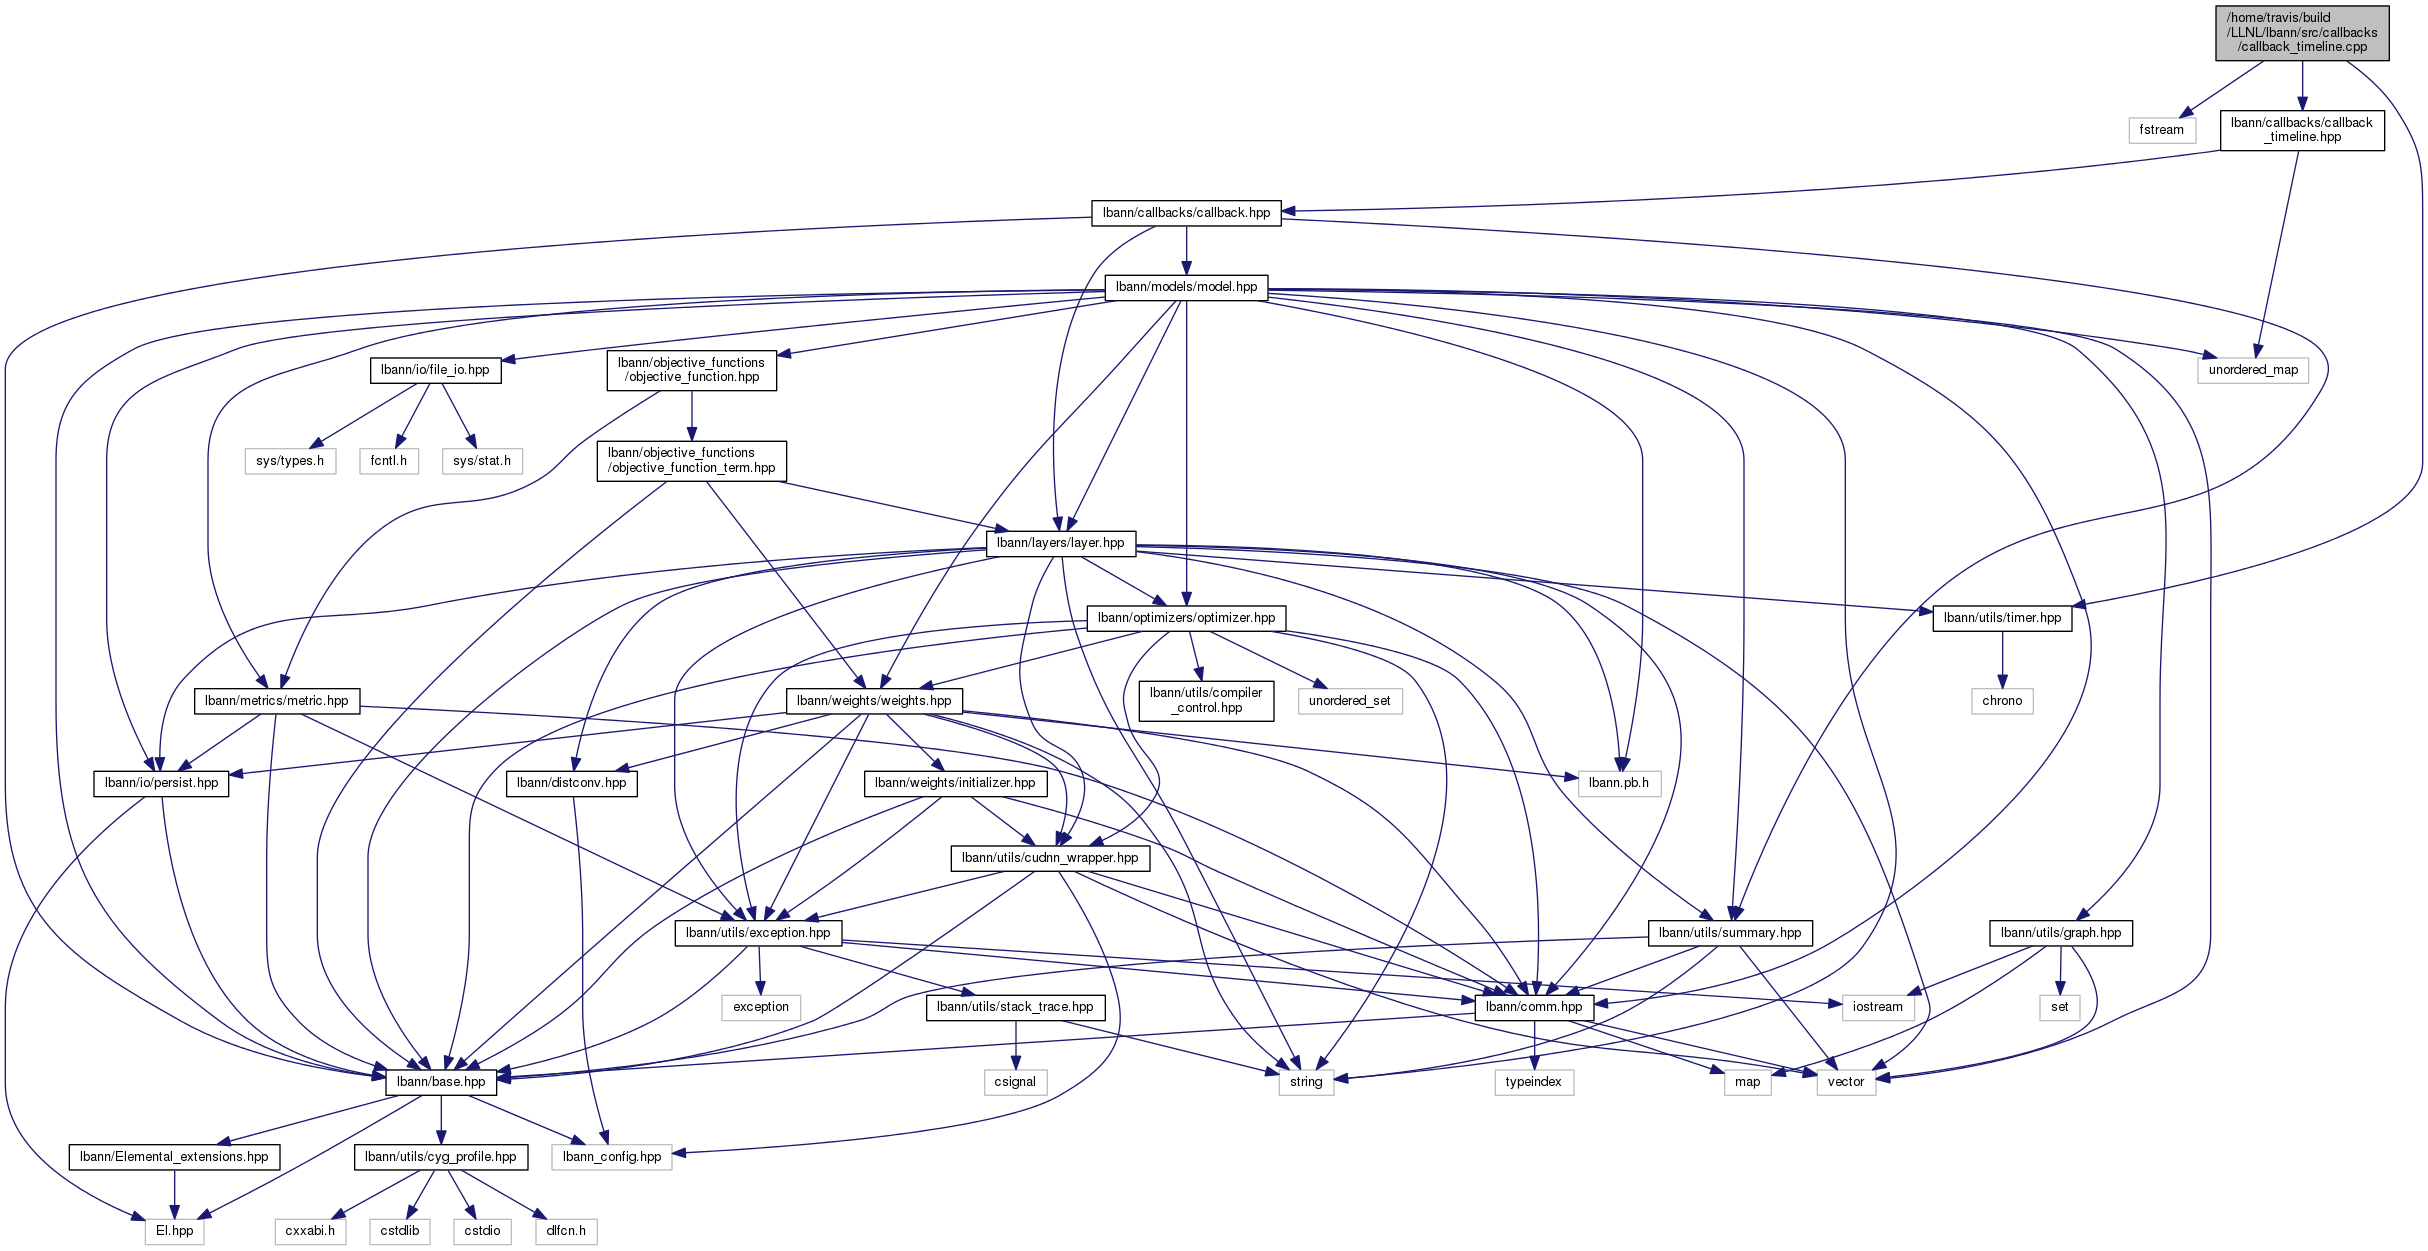 /home/travis/build
/LLNL/lbann/src/callbacks
/callback_timeline.cpp
fstream
lbann/callbacks/callback
_timeline.hpp
lbann/callbacks/callback.hpp
lbann/models/model.hpp
lbann/io/file_io.hpp
lbann/objective_functions
/objective_function.hpp
unordered_map
sys/types.h
fcntl.h
sys/stat.h
lbann/objective_functions
/objective_function_term.hpp
lbann/layers/layer.hpp
lbann/optimizers/optimizer.hpp
lbann/utils/timer.hpp
lbann/metrics/metric.hpp
lbann/weights/weights.hpp
lbann/utils/compiler
_control.hpp
unordered_set
chrono
lbann/io/persist.hpp
lbann/distconv.hpp
lbann/weights/initializer.hpp
lbann.pb.h
lbann/utils/cudnn_wrapper.hpp
lbann/utils/exception.hpp
lbann/utils/summary.hpp
lbann/utils/graph.hpp
exception
lbann/utils/stack_trace.hpp
lbann/comm.hpp
iostream
set
lbann/base.hpp
csignal
string
typeindex
map
vector
lbann/Elemental_extensions.hpp
lbann/utils/cyg_profile.hpp
lbann_config.hpp
El.hpp
cxxabi.h
cstdlib
cstdio
dlfcn.h